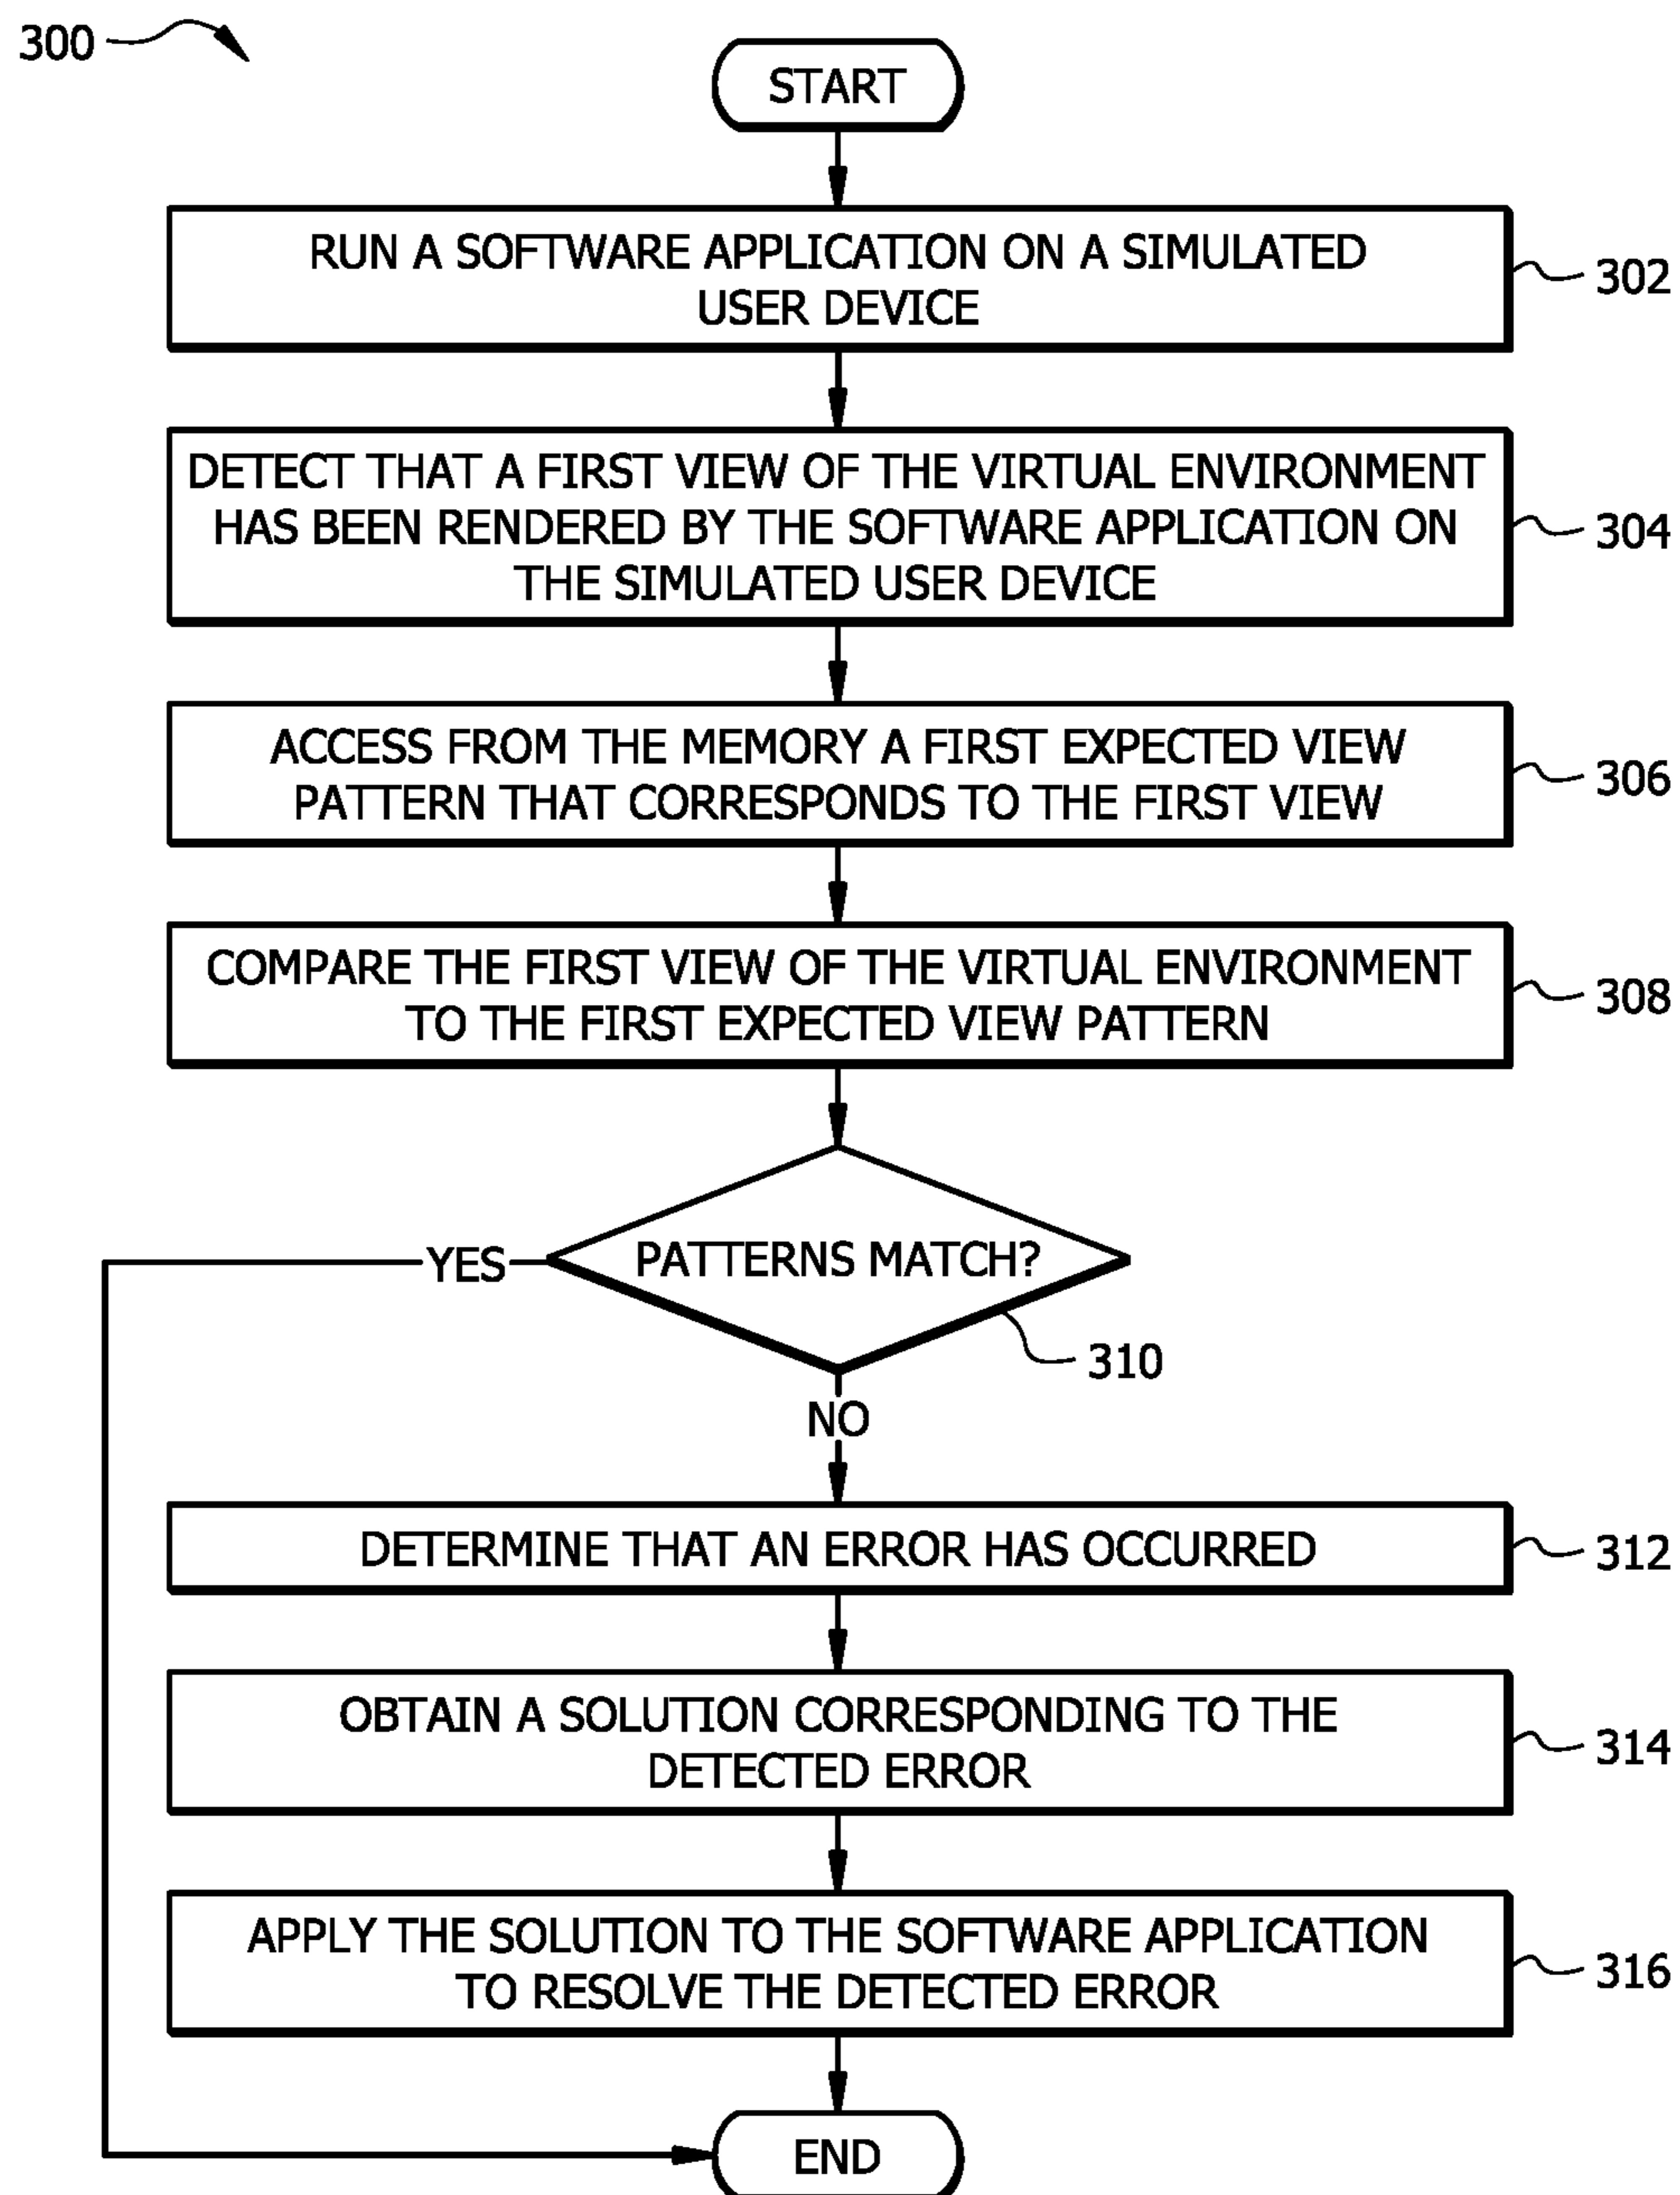 300
START
RUN A SOFTWARE APPLICATION ON A SIMULATED
USER DEVICE
302
DETECT THAT A FIRST VIEW OF THE VIRTUAL ENVIRONMENT
HAS BEEN RENDERED BY THE SOFTWARE APPLICATION ON
THE SIMULATED USER DEVICE
304
ACCESS FROM THE MEMORY A FIRST EXPECTED VIEW
PATTERN THAT CORRESPONDS TO THE FIRST VIEW
306
COMPARE THE FIRST VIEW OF THE VIRTUAL ENVIRONMENT
TO THE FIRST EXPECTED VIEW PATTERN
308
PATTERNS MATCH?
YES
310
NO
DETERMINE THAT AN ERROR HAS OCCURRED
312
OBTAIN A SOLUTION CORRESPONDING TO THE
DETECTED ERROR
314
APPLY THE SOLUTION TO THE SOFTWARE APPLICATION
TO RESOLVE THE DETECTED ERROR
316
END